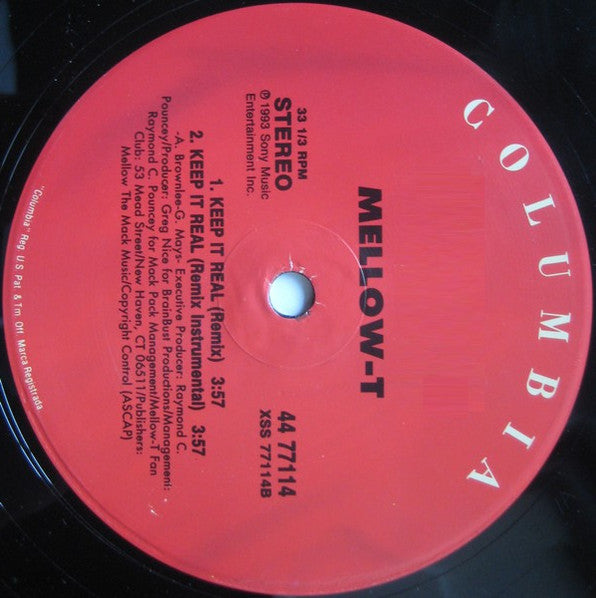 COLUMBIA
MELLOW-T
33 1/3 RPM
STEREO
℗ 1993 Sony Music
Entertainment Inc.
44 77114
XSS 77114B
1. KEEP IT REAL (Remix) 3:57
2. KEEP IT REAL (Remix Instrumental) 3:57
-A. Brownlee-G. Mays- Executive Producer: Raymond C.
Pouncey/Producer: Greg Nice for BrainBust Productions/Management:
Raymond C. Pouncey for Mack Pack Management/Mellow-T Fan
Club: 53 Mead Street/New Haven, CT 06511/Publishers:
Mellow The Mack Music/Copyright Control (ASCAP)
"Columbia" Reg. U.S. Pat. & Tm. Off. Marca Registrada